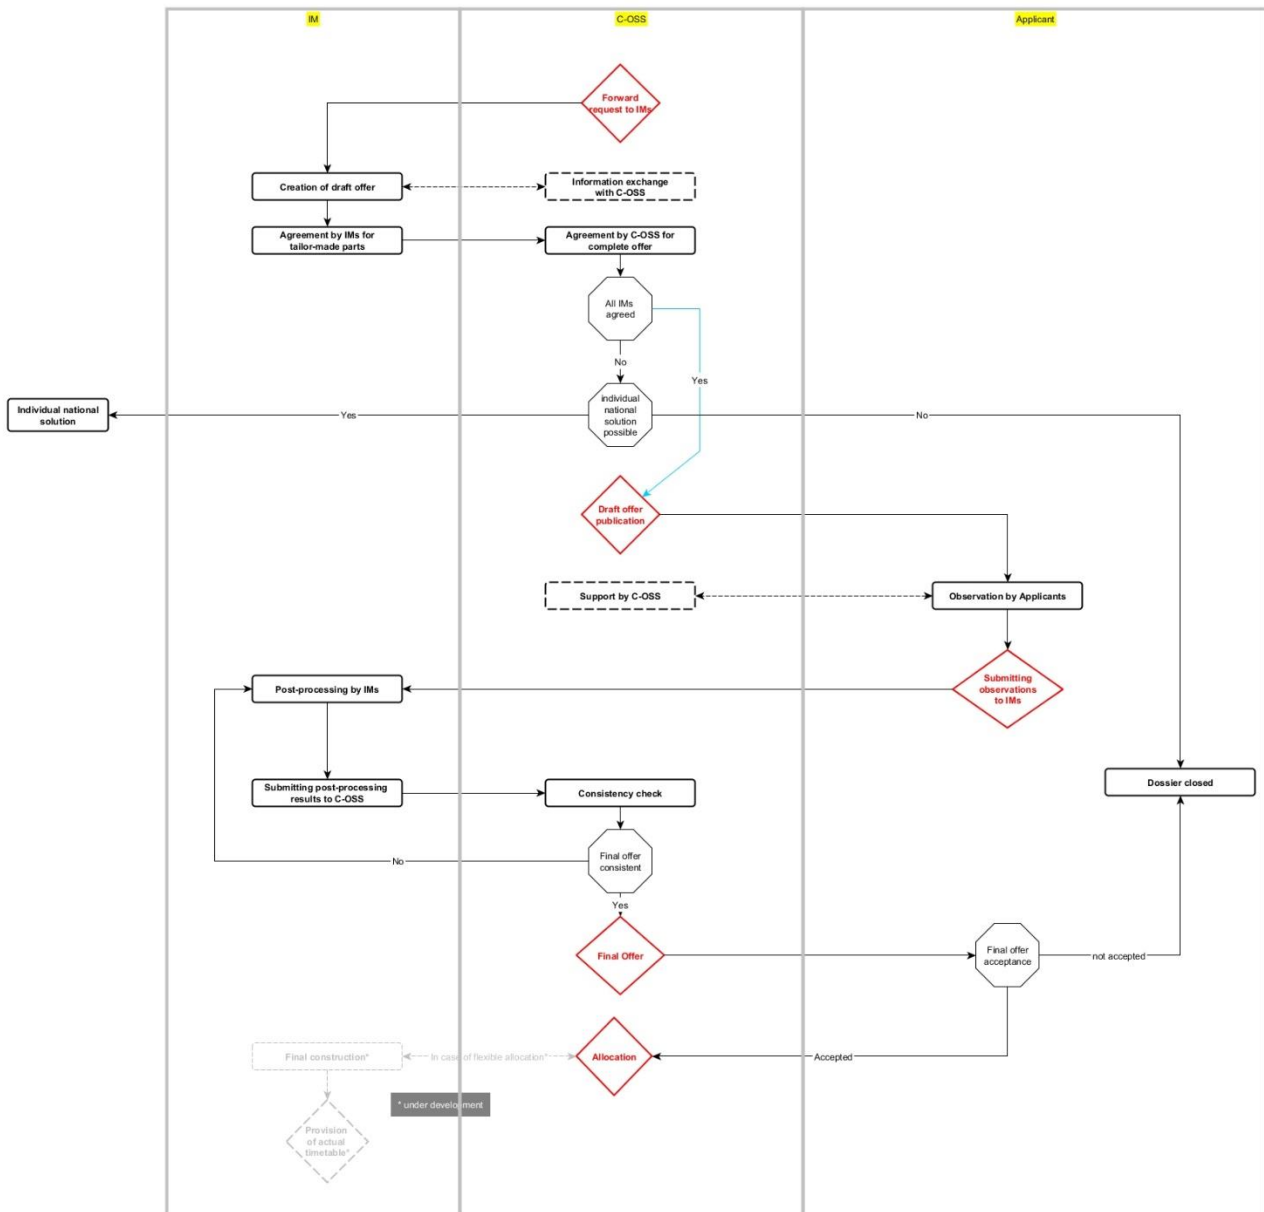 IM
C-OSS
Applicant
Forward
request to IMs
Creation of draft offer
Information exchange
with C-OSS
Agreement by IMs for
tailor-made parts
Agreement by C-OSS for
complete offer
All IMs
agreed
No
Yes
Individual national
solution
Yes
individual
national
solution
possible
No
Draft offer
publication
Support by C-OSS
Observation by Applicants
Submitting
observations
to IMs
Post-processing by IMs
Submitting post-processing
results to C-OSS
Consistency check
Dossier closed
No
Final offer
consistent
Yes
Final Offer
Final offer
acceptance
not accepted
Final construction*
In case of flexible allocation*
Allocation
Accepted
* under development
Provision
of actual
timetable*